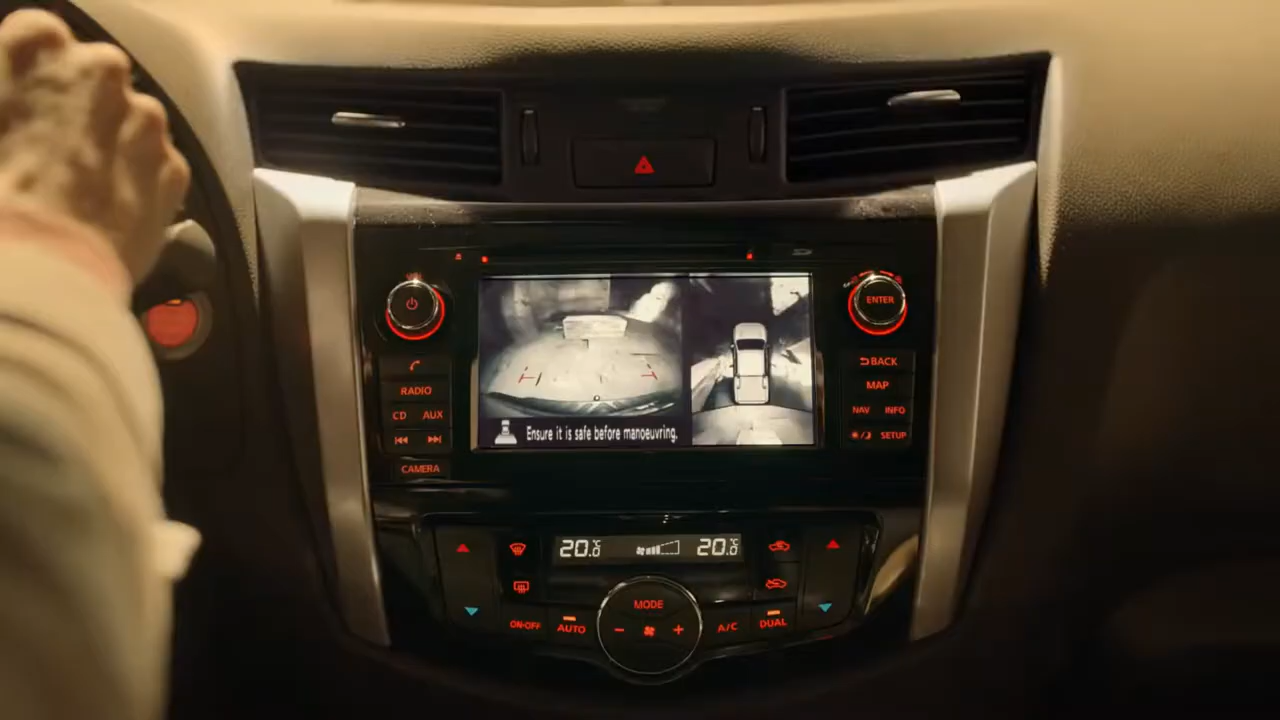 VOL
ENTER
BACK
RADIO
MAP
CD AUX
NAV INFO
SETUP
Ensure it is safe before manoeuvring.
CAMERA
20.0°C 20.0°C
MODE
ON·OFF AUTO A/C DUAL